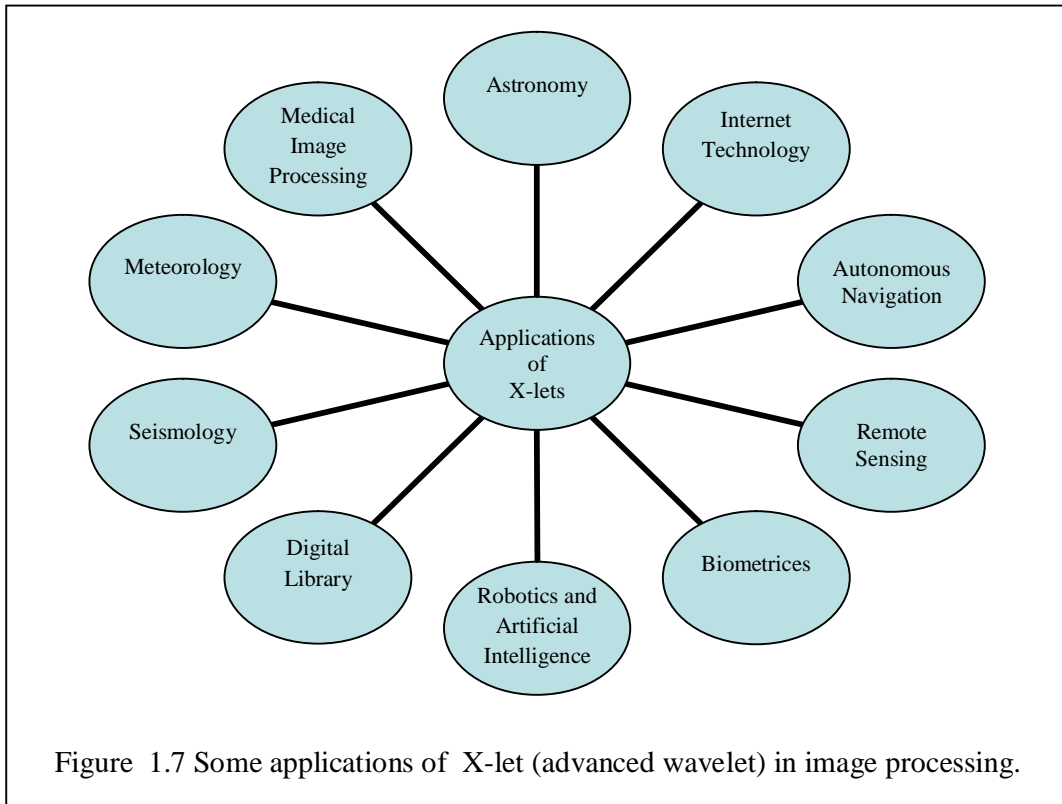 Astronomy
Medical
Image
Processing
Internet
Technology
Meteorology
Autonomous
Navigation
Applications
of
X-lets
Seismology
Remote
Sensing
Digital
Library
Biometrices
Robotics and
Artificial
Intelligence
Figure 1.7 Some applications of X-let (advanced wavelet) in image processing.